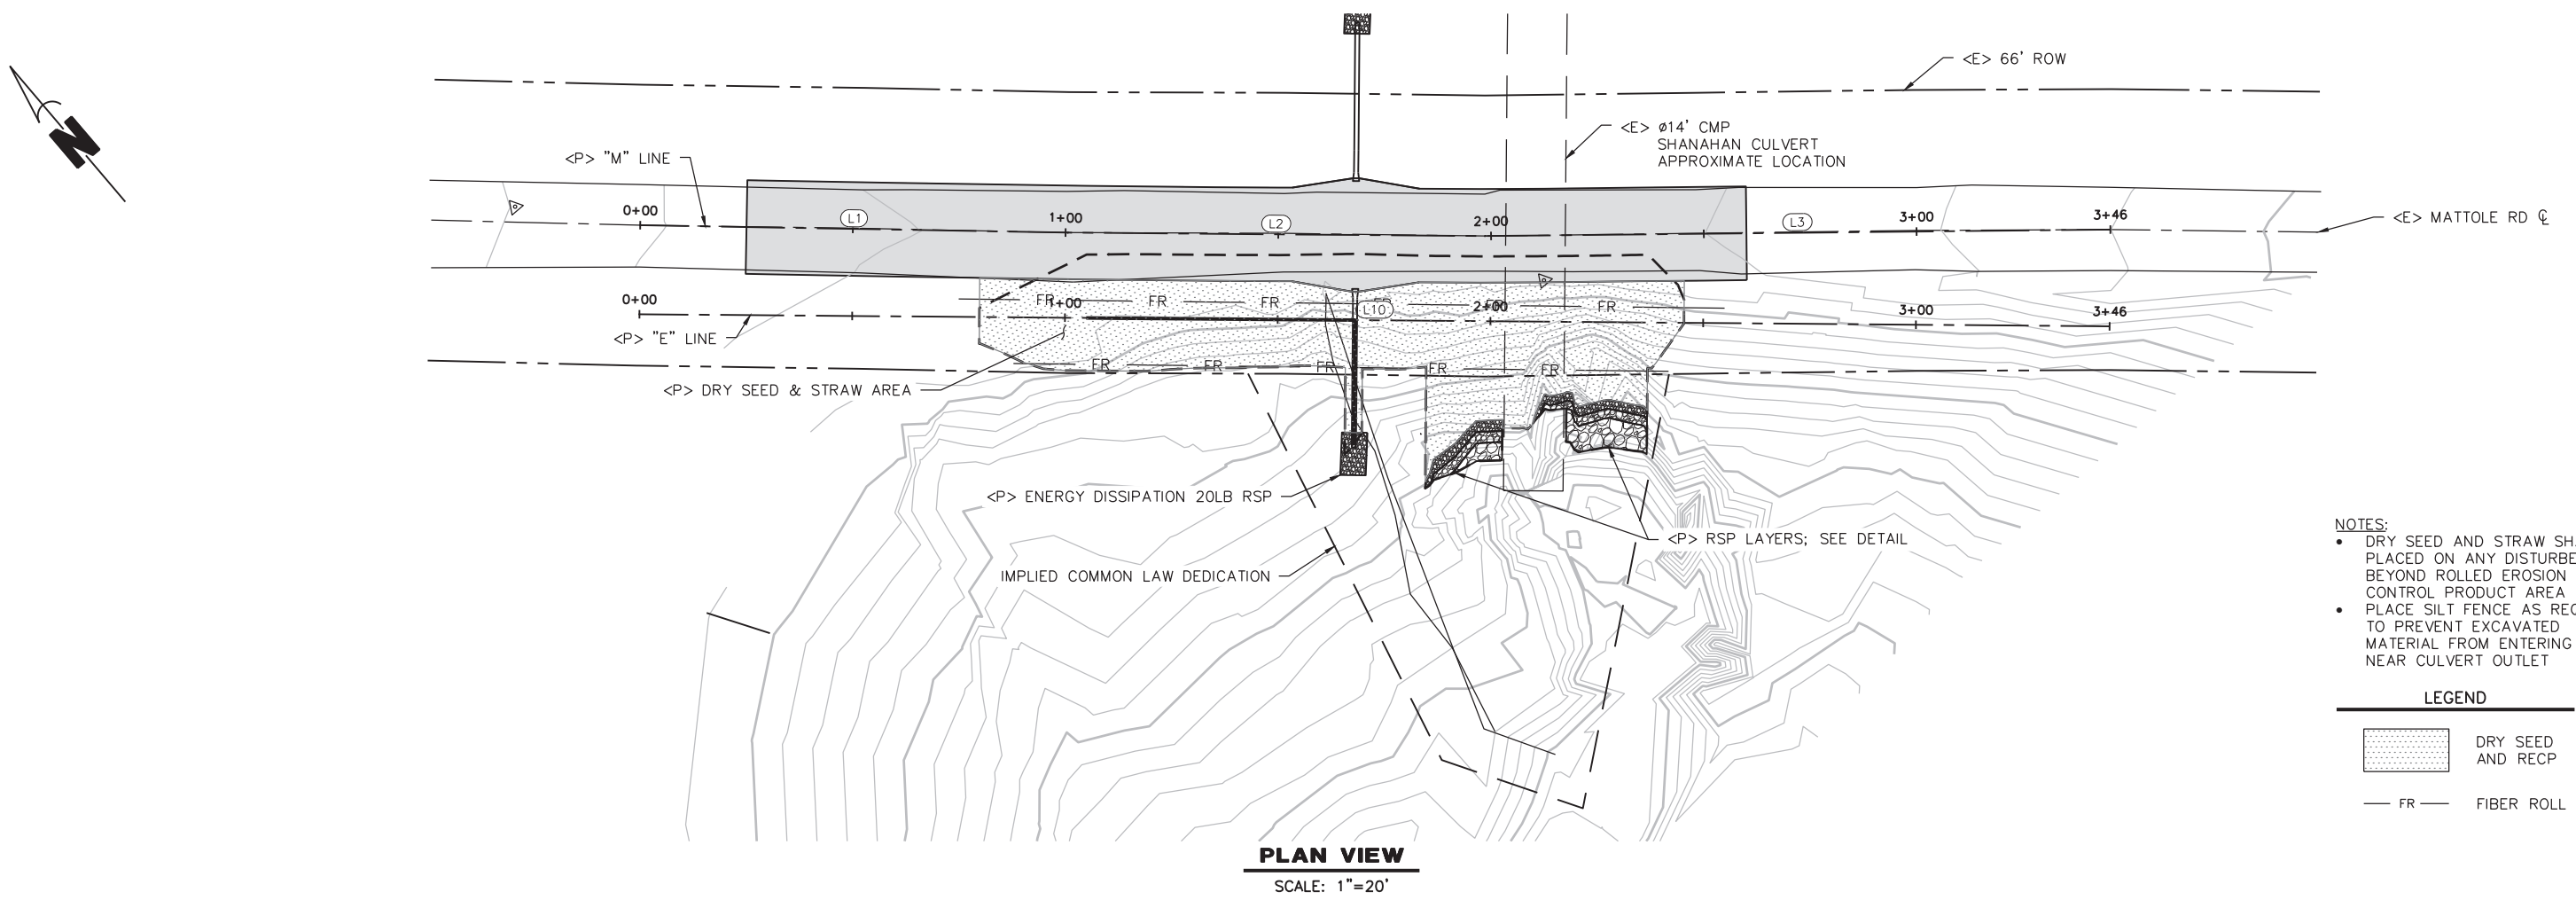 <E> 66' ROW
N
<E> ø14' CMP
SHANAHAN CULVERT
APPROXIMATE LOCATION
<P> "M" LINE
0+00
L1
1+00
L2
2+00
L3
3+00
3+46
<E> MATTOLE RD ℄
0+00
FR
1+00
FR
FR
L10
2+00
FR
3+00
3+46
<P> "E" LINE
FR
FR
FR
FR
FR
<P> DRY SEED & STRAW AREA
<P> ENERGY DISSIPATION 20LB RSP
<P> RSP LAYERS; SEE DETAIL
IMPLIED COMMON LAW DEDICATION
NOTES:
• DRY SEED AND STRAW
PLACED ON ANY
BEYOND ROLLED EROSION
CONTROL PRODUCT AREA
• PLACE SILT FENCE AS
TO PREVENT EXCAVATED
MATERIAL FROM ENTERING
NEAR CULVERT OUTLET
LEGEND
DRY SEED
AND RECP
FR
FIBER ROLL
PLAN VIEW
SCALE: 1"=20'